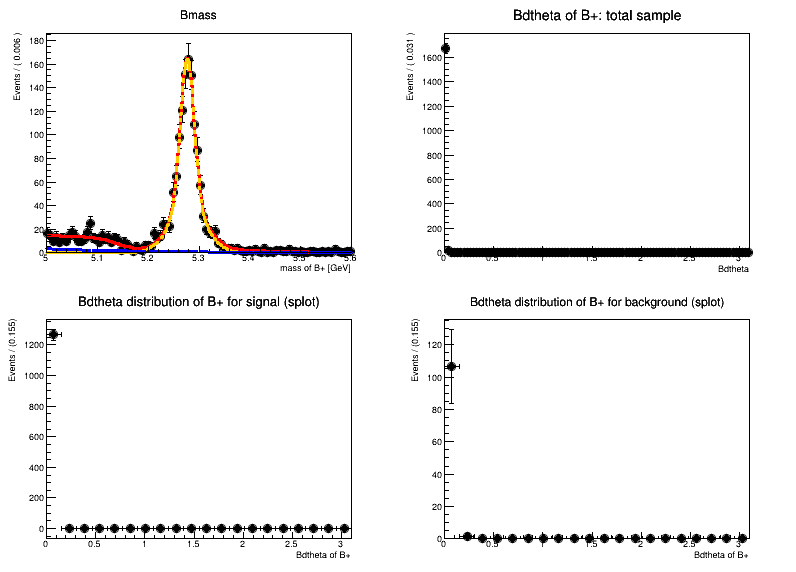 Bmass
Events / ( 0.006 )
180
160
140
120
100
80
60
40
20
0
5 5.1 5.2 5.3 5.4 5.5 5.6
mass of B+ [GeV]
Bdtheta of B+: total sample
Events / ( 0.031 )
1600
1400
1200
1000
800
600
400
200
0
0 0.5 1 1.5 2 2.5 3
Bdtheta
Bdtheta distribution of B+ for signal (splot)
Events / (0.155)
1200
1000
800
600
400
200
0
0 0.5 1 1.5 2 2.5 3
Bdtheta of B+
Bdtheta distribution of B+ for background (splot)
Events / (0.155)
120
100
80
60
40
20
0
0 0.5 1 1.5 2 2.5 3
Bdtheta of B+